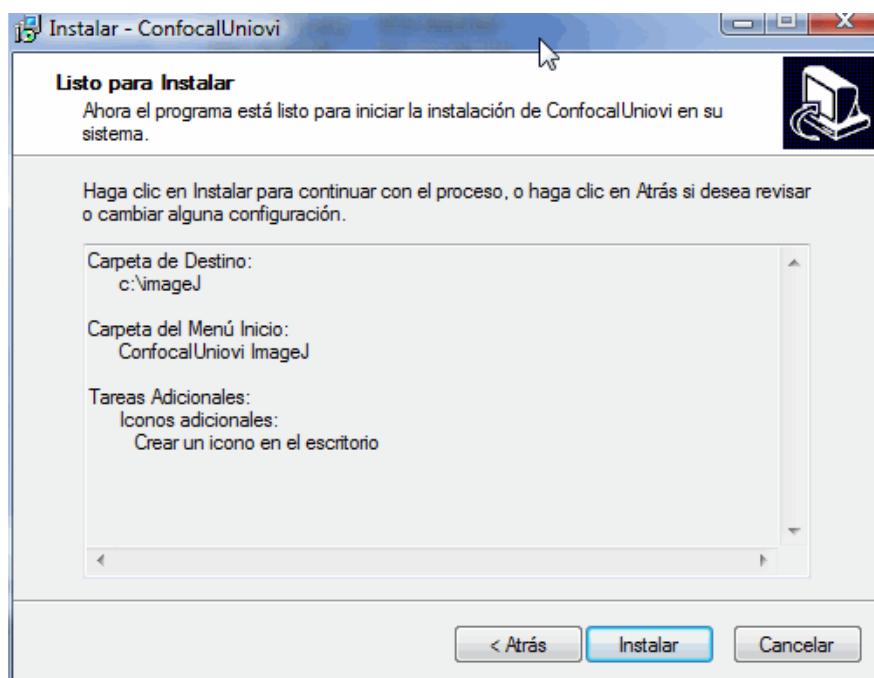 Instalar - ConfocalUniovi
Listo para Instalar
Ahora el programa está listo para iniciar la instalación de ConfocalUniovi en su
sistema.
Haga clic en Instalar para continuar con el proceso, o haga clic en Atrás si desea revisar
o cambiar alguna configuración.
Carpeta de Destino:
c:\imageJ
Carpeta del Menú Inicio:
ConfocalUniovi ImageJ
Tareas Adicionales:
Iconos adicionales:
Crear un icono en el escritorio
< Atrás
Instalar
Cancelar